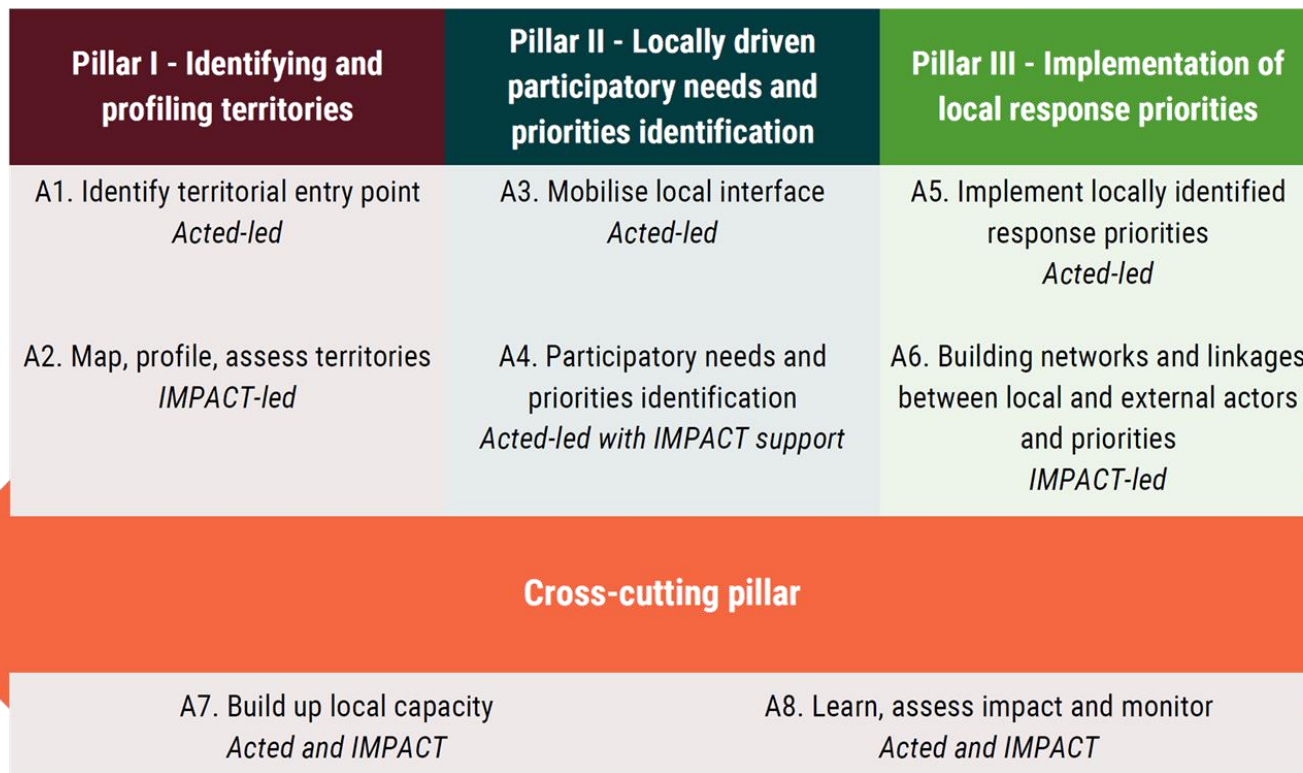 Pillar I - Identifying and
profiling territories
Pillar II - Locally driven
participatory needs and
priorities identification
Pillar III - Implementation of
local response priorities
A1. Identify territorial entry point
Acted-led
A2. Map, profile, assess territories
IMPACT-led
A3. Mobilise local interface
Acted-led
A4. Participatory needs and
priorities identification
Acted-led with IMPACT support
A5. Implement locally identified
response priorities
Acted-led
A6. Building networks and linkages
between local and external actors
and priorities
IMPACT-led
Cross-cutting pillar
A7. Build up local capacity
Acted and IMPACT
A8. Learn, assess impact and monitor
Acted and IMPACT